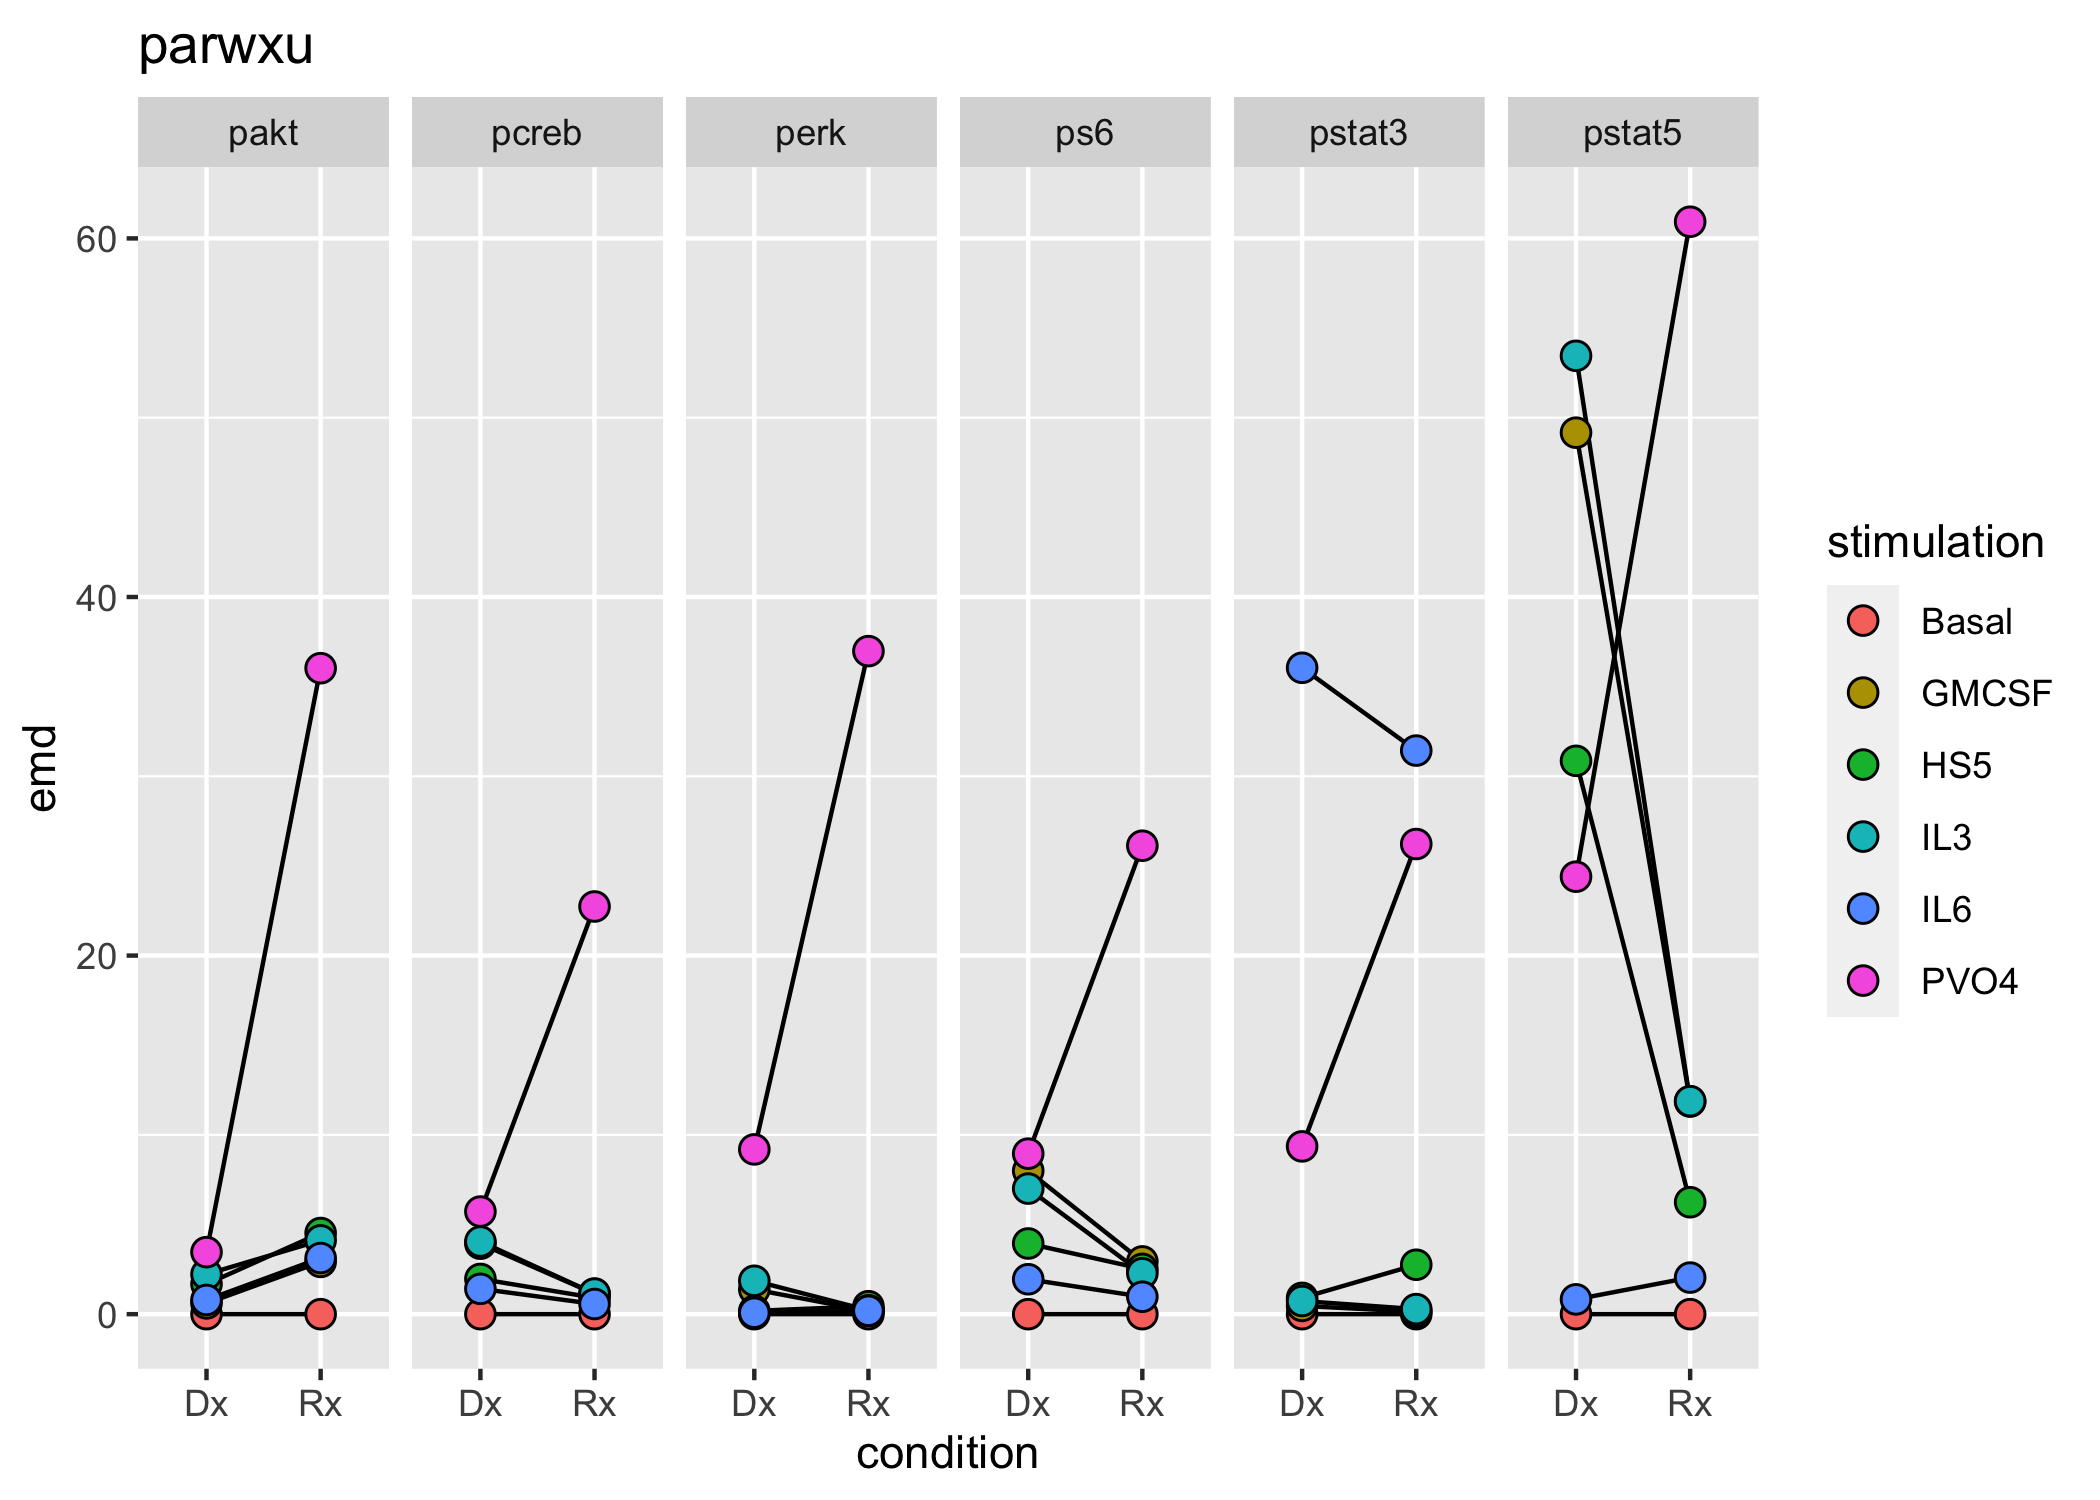 parwxu
pakt pcreb perk ps6 pstat3 pstat5
60
40
20
0
emd
Dx Rx Dx Rx Dx Rx Dx Rx Dx Rx Dx Rx
condition
stimulation
Basal
GMCSF
HS5
IL3
IL6
PVO4